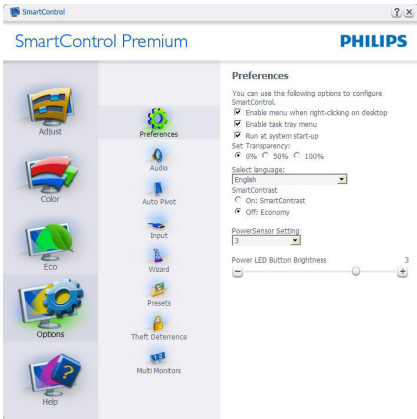 SmartControl
SmartControl Premium
PHILIPS
Adjust
Color
Eco
Options
Help
Preferences
Audio
Auto Pivot
Input
Wizard
Presets
Theft Deterrence
Multi Monitors
Preferences
You can use the following options to configure
SmartControl.
Enable menu when right-clicking on desktop
Enable task tray menu
Run at system start-up
Set Transparency:
0% 50% 100%
Select language:
English
SmartContrast
On: SmartContrast
Off: Economy
PowerSensor Setting
3
Power LED Button Brightness 3